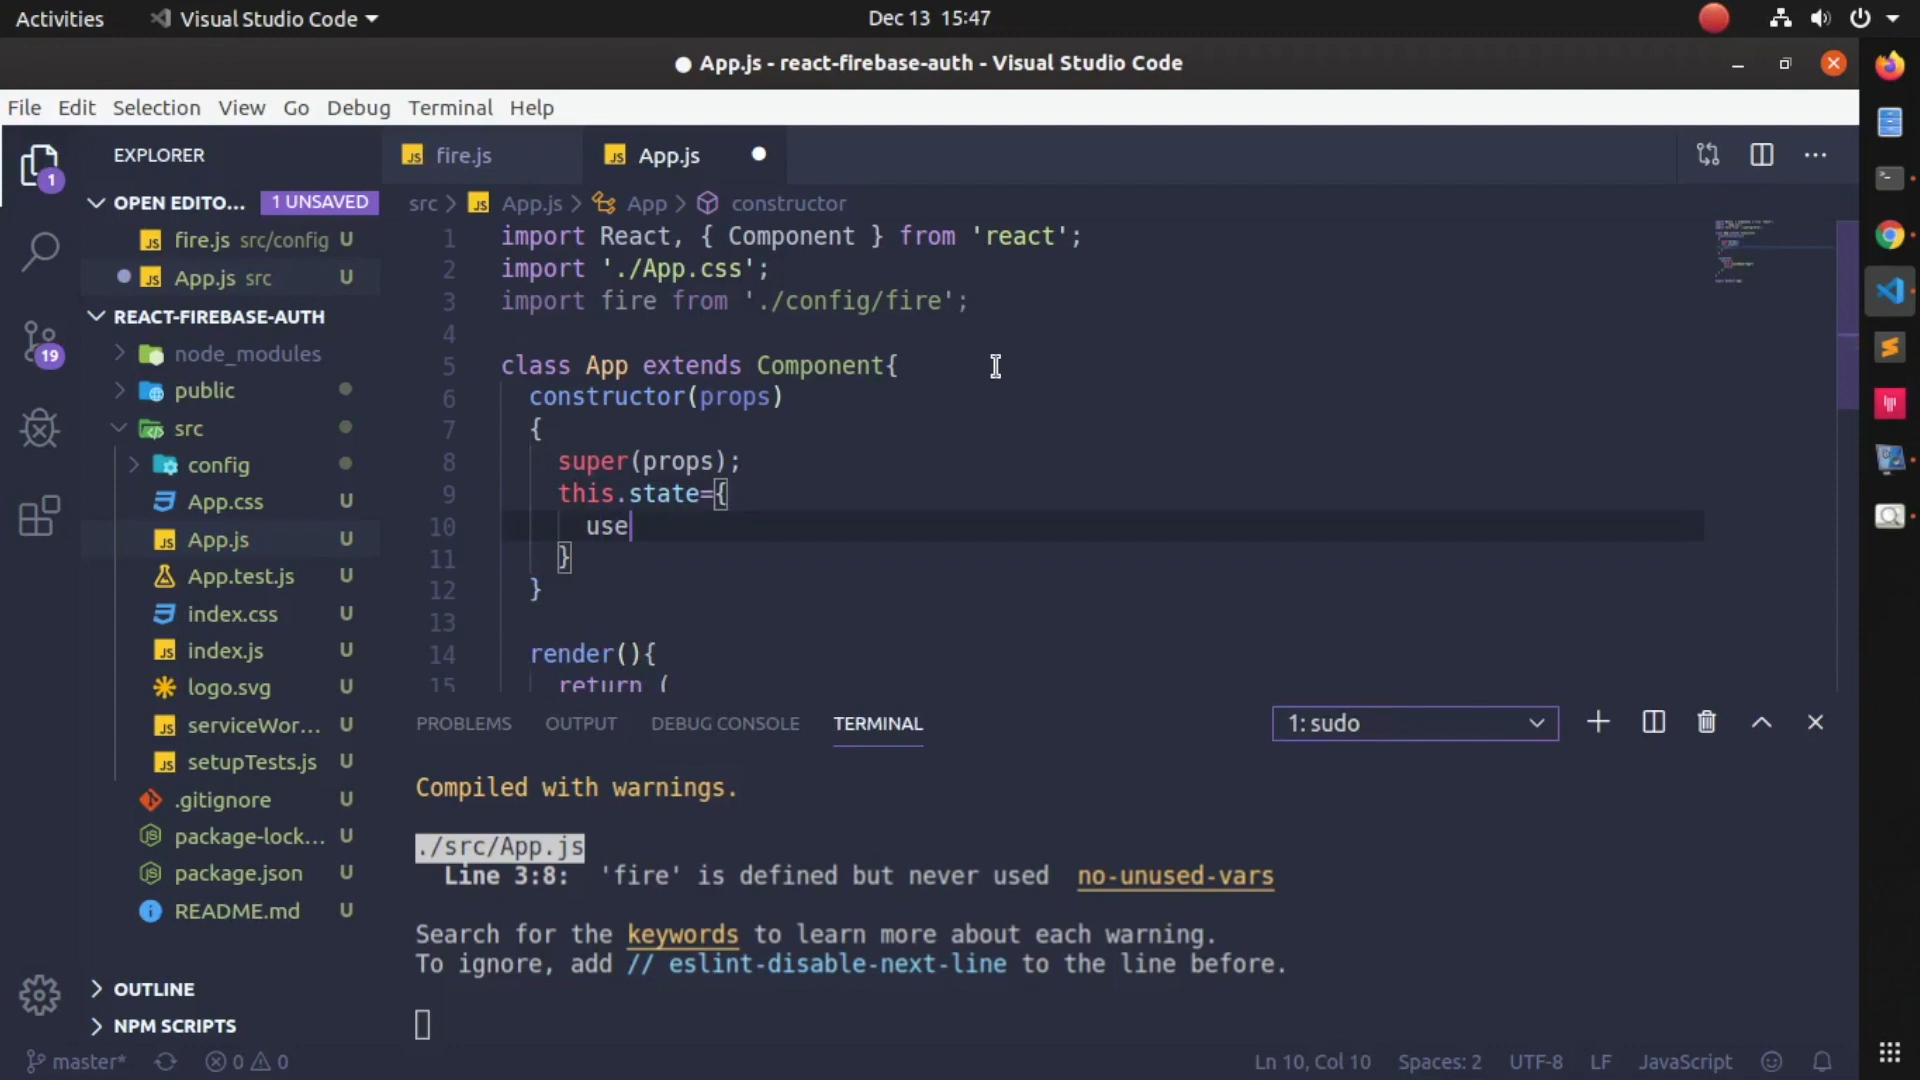 Activities
Visual Studio Code
Dec 13 15:47
App.js - react-firebase-auth - Visual Studio Code
File Edit Selection View Go Debug Terminal Help
1
19
EXPLORER
OPEN EDITO... 1 UNSAVED
fire.js src/config U
App.js src U
REACT-FIREBASE-AUTH
node_modules
public
src
config
App.css U
App.js U
App.test.js U
index.css U
index.js U
logo.svg U
serviceWor... U
setupTests.js U
.gitignore U
package-lock... U
package.json U
README.md U
OUTLINE
NPM SCRIPTS
fire.js
App.js
src > App.js > App > constructor
1 import React, { Component } from 'react';
2 import './App.css';
3 import fire from './config/fire';
4
5 class App extends Component{
6 constructor(props)
7 {
8 super(props);
9 this.state={
10 use
11 }
12 }
13
14 render(){
15 return (
PROBLEMS OUTPUT DEBUG CONSOLE TERMINAL
1: sudo
Compiled with warnings.
./src/App.js
Line 3:8: 'fire' is defined but never used no-unused-vars
Search for the keywords to learn more about each warning.
To ignore, add // eslint-disable-next-line to the line before.
master* 0 0
Ln 10, Col 10 Spaces: 2 UTF-8 LF JavaScript